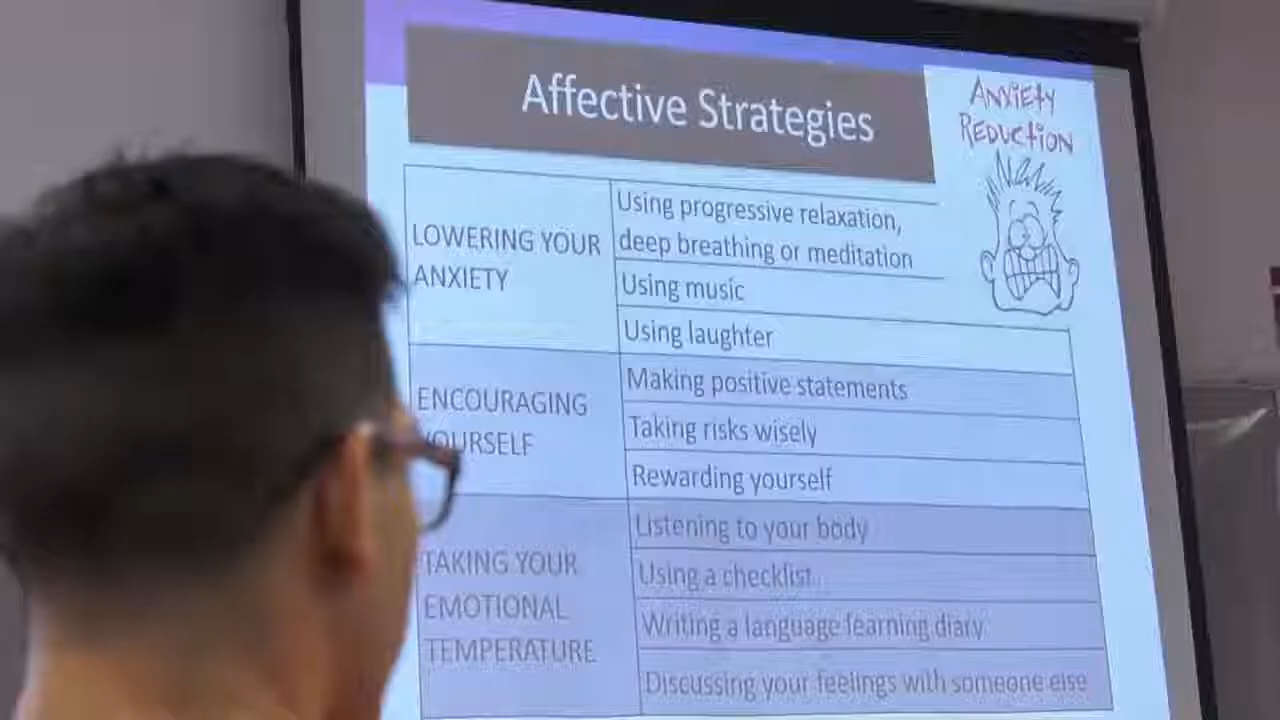 Affective Strategies
ANXIETY
REDUCTION
LOWERING YOUR
ANXIETY
Using progressive relaxation,
deep breathing or meditation
Using music
Using laughter
ENCOURAGING
YOURSELF
Making positive statements
Taking risks wisely
Rewarding yourself
TAKING YOUR
EMOTIONAL
TEMPERATURE
Listening to your body
Using a checklist
Writing a language learning diary
Discussing your feelings with someone else